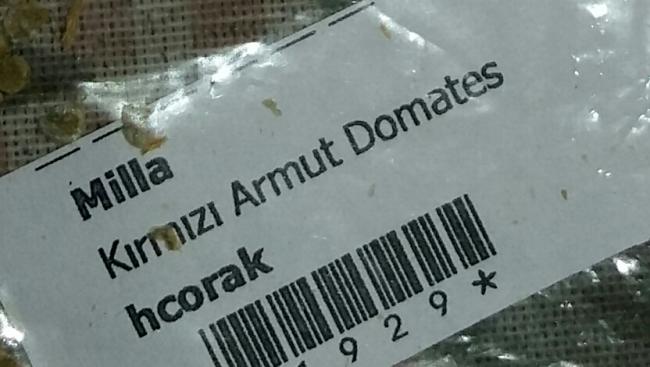 Milla
Kırmızı Armut Domates
hcorak
929*